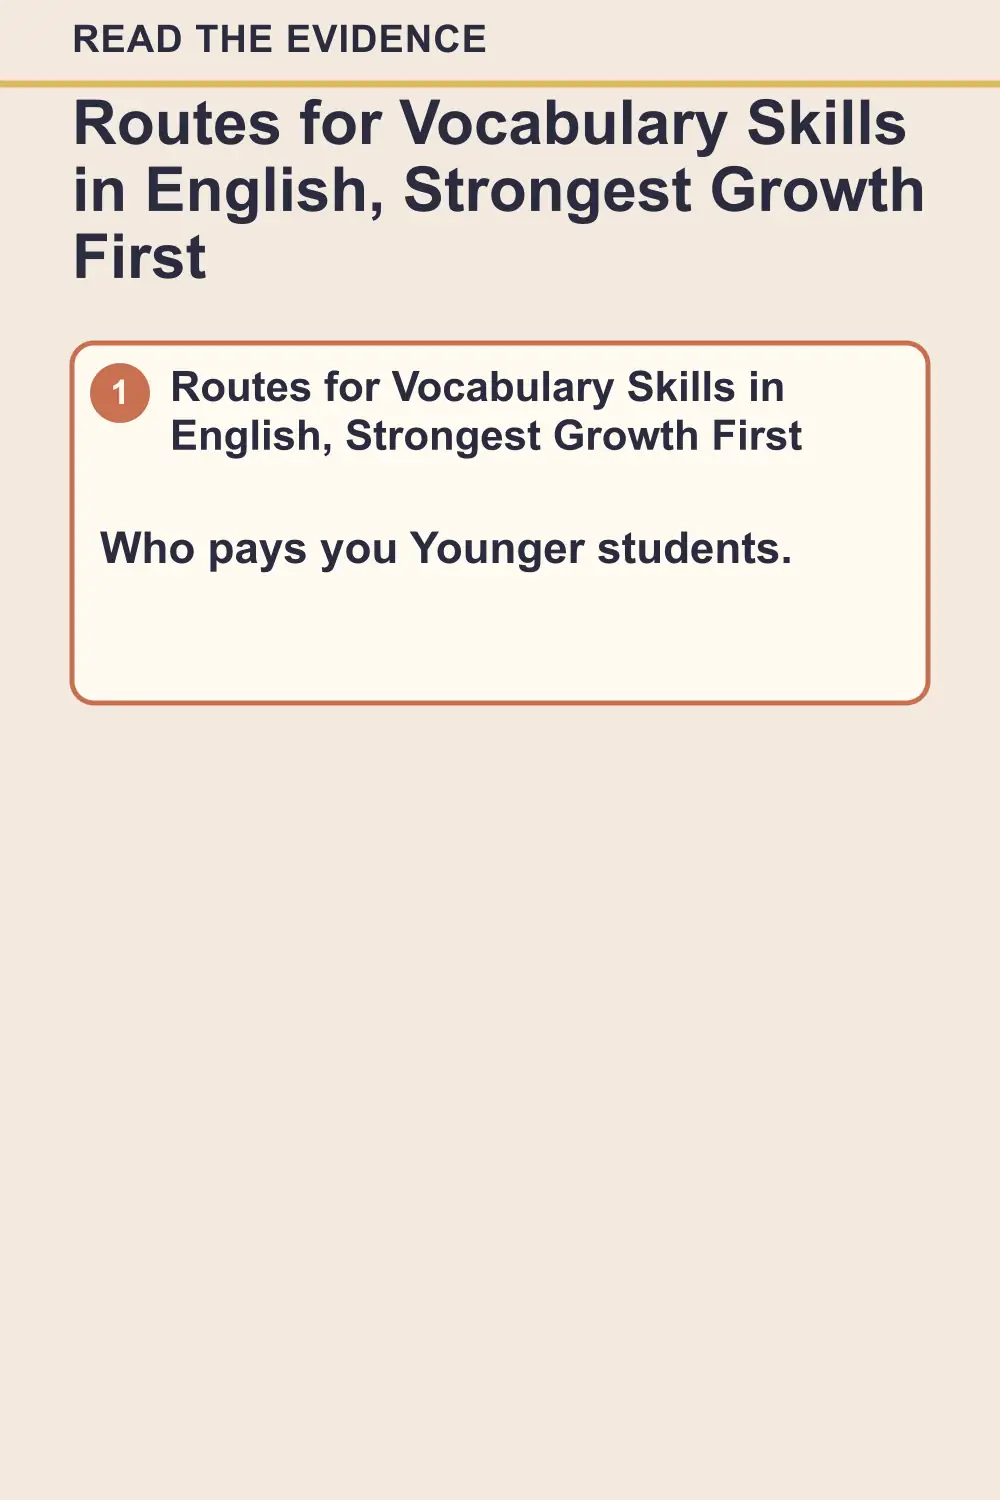 READ THE EVIDENCE
Routes for Vocabulary Skills
in English, Strongest Growth
First
1
Routes for Vocabulary Skills in
English, Strongest Growth First
Who pays you Younger students.